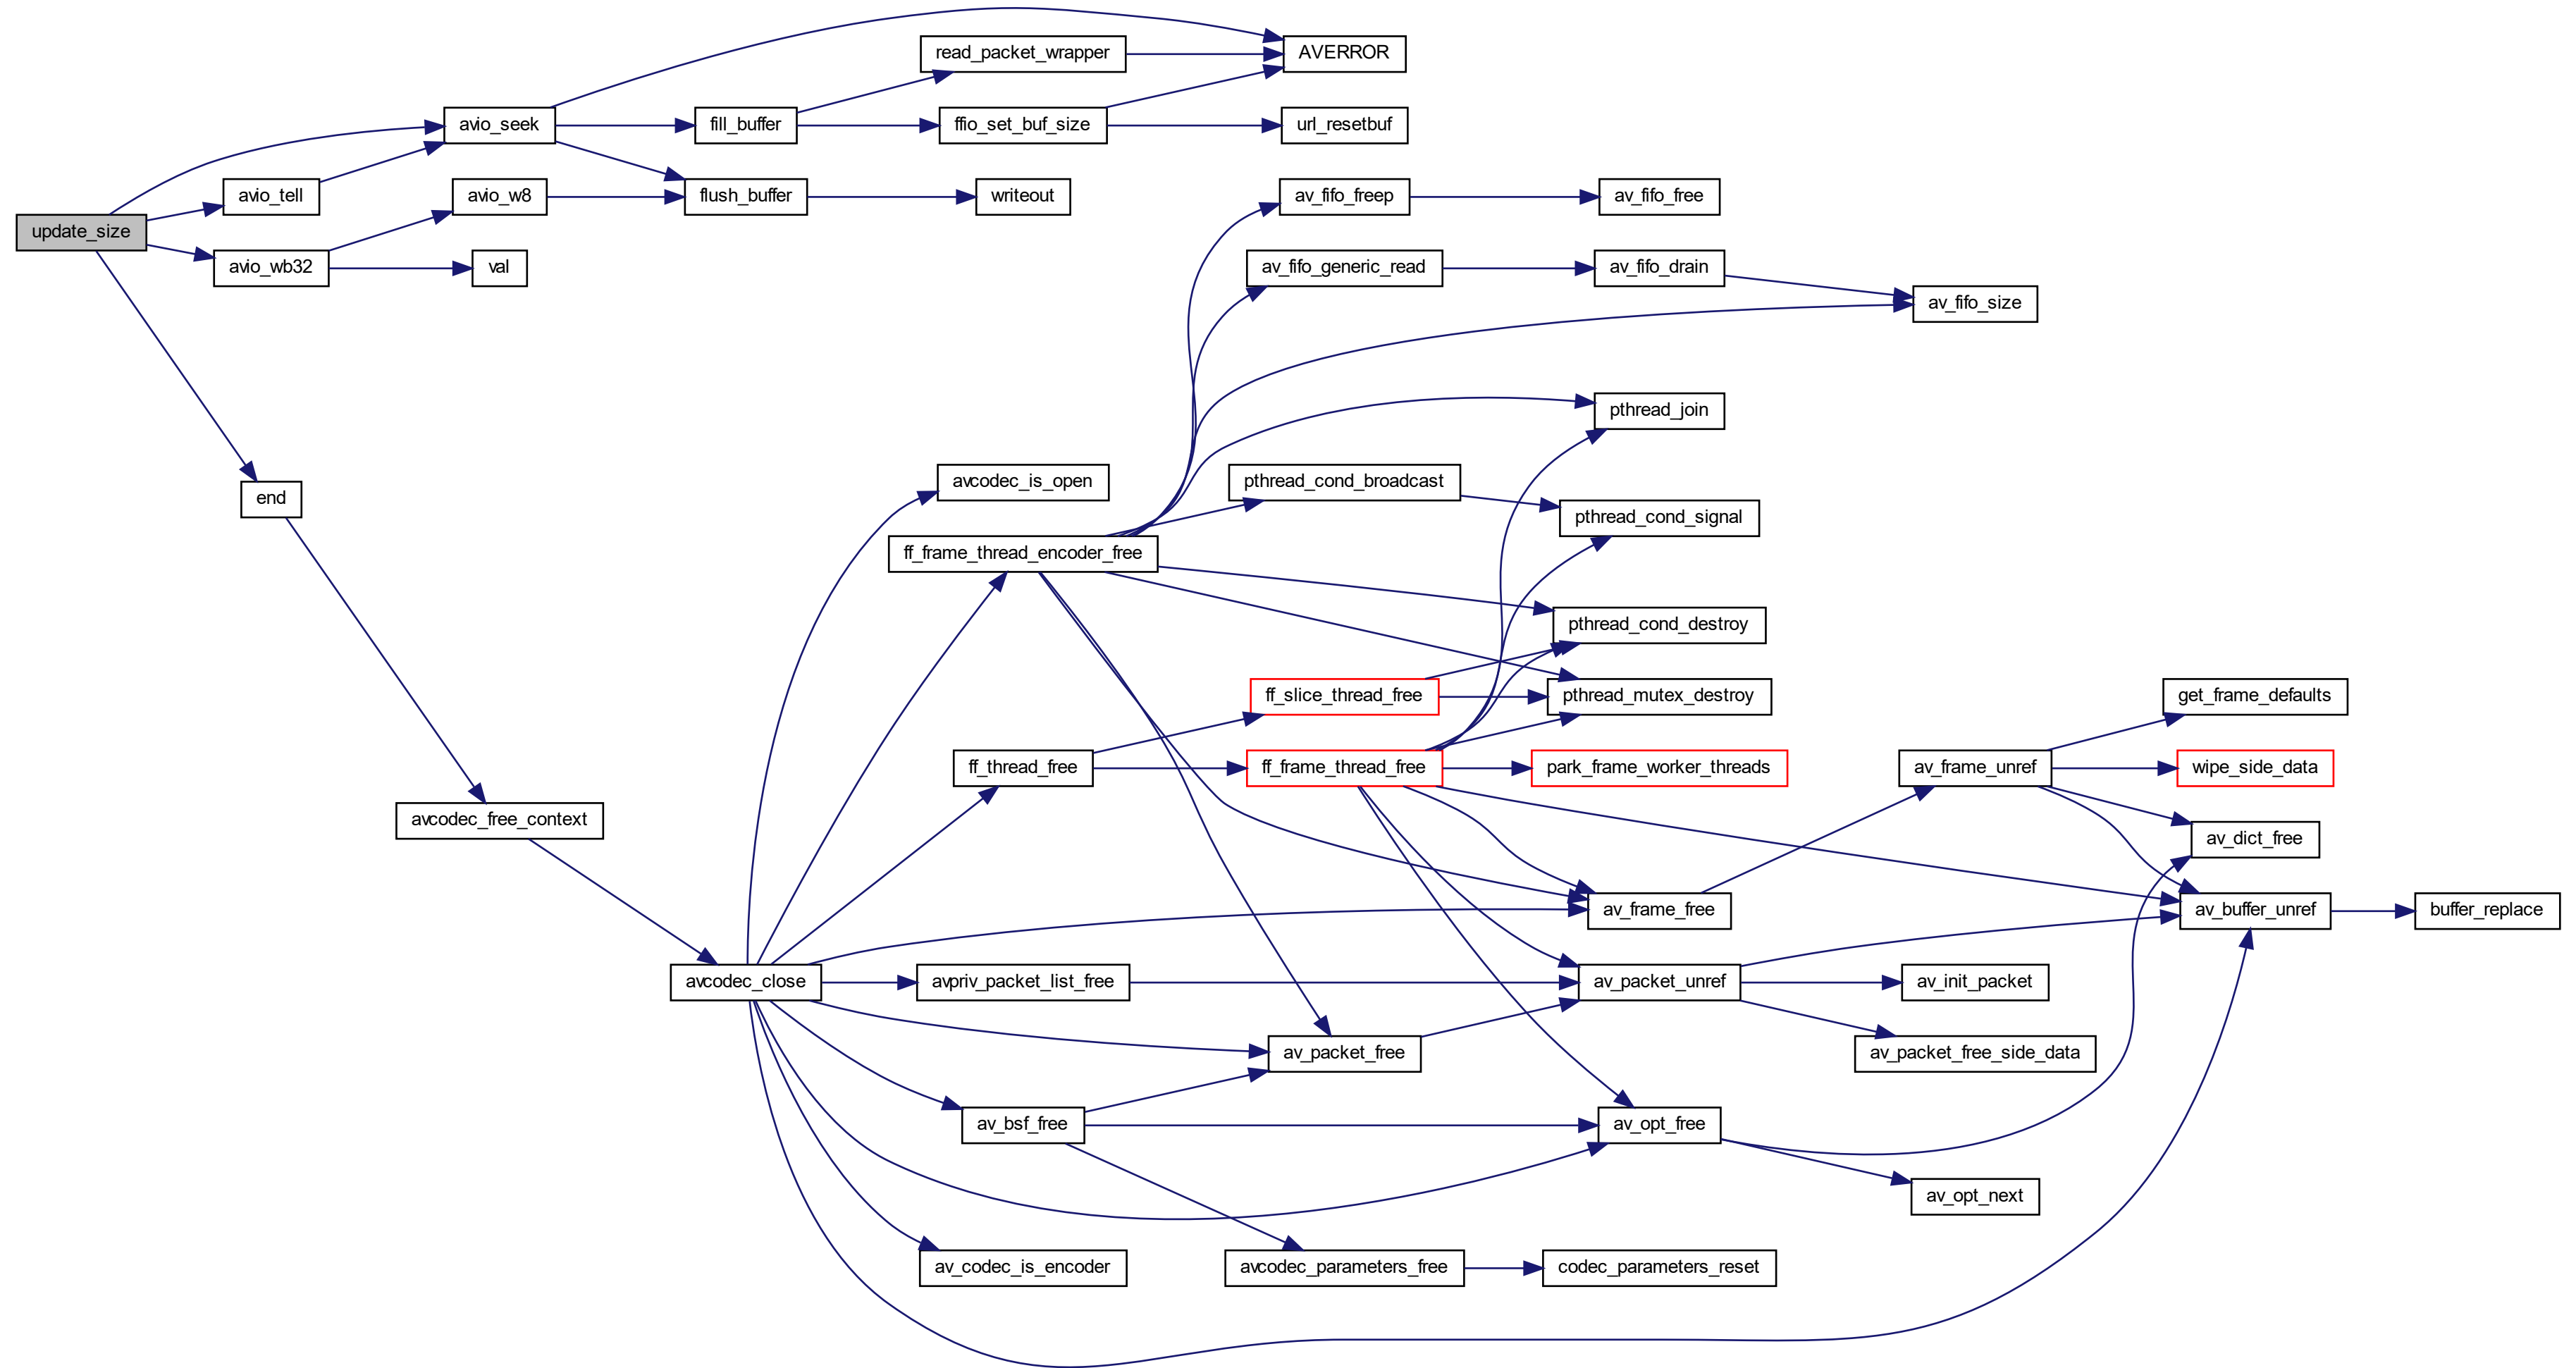 update_size
avio_seek
avio_tell
avio_wb32
end
avio_w8
val
fill_buffer
flush_buffer
read_packet_wrapper
ffio_set_buf_size
writeout
AVERROR
url_resetbuf
avcodec_free_context
avcodec_close
avcodec_is_open
ff_frame_thread_encoder_free
ff_thread_free
avpriv_packet_list_free
av_bsf_free
av_codec_is_encoder
av_fifo_freep
av_fifo_generic_read
pthread_cond_broadcast
ff_slice_thread_free
ff_frame_thread_free
av_packet_free
avcodec_parameters_free
av_fifo_free
av_fifo_drain
pthread_join
pthread_cond_signal
pthread_cond_destroy
pthread_mutex_destroy
park_frame_worker_threads
av_frame_free
av_packet_unref
av_opt_free
codec_parameters_reset
av_fifo_size
av_frame_unref
av_init_packet
av_packet_free_side_data
av_opt_next
get_frame_defaults
wipe_side_data
av_dict_free
av_buffer_unref
buffer_replace